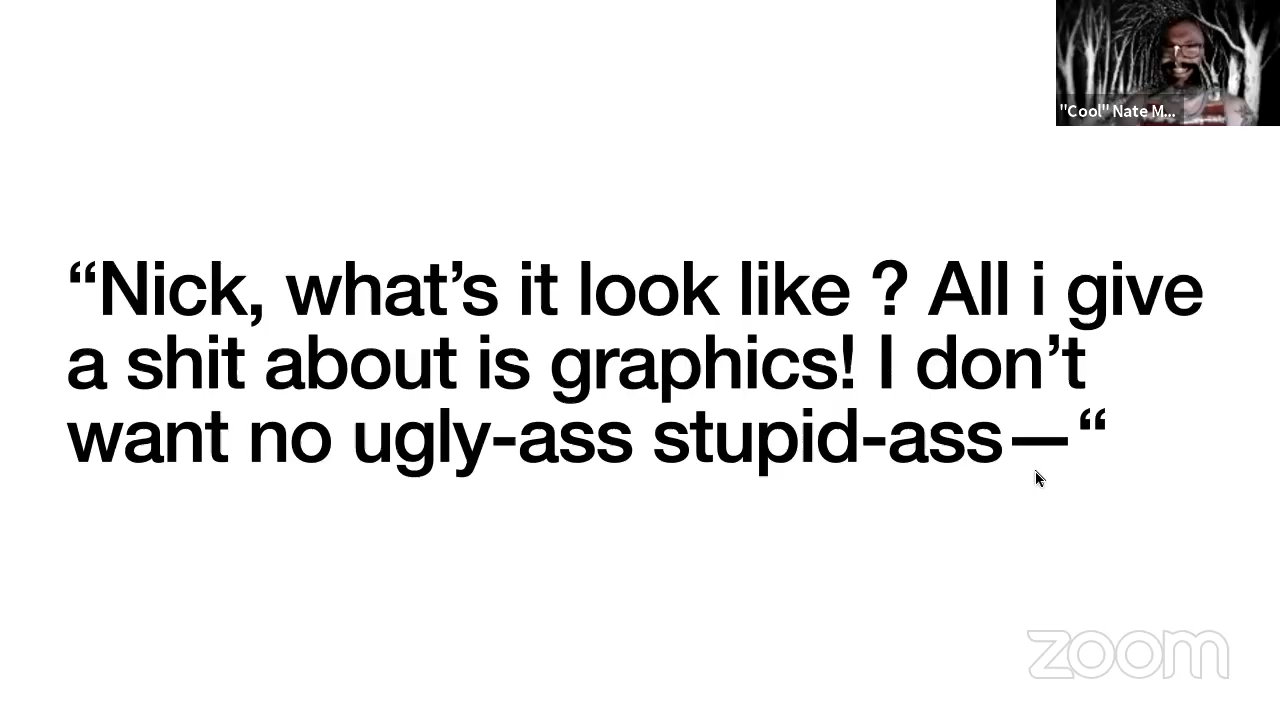 "Cool" Nate M...
“Nick, what’s it look like ? All i give
a shit about is graphics! I don’t
want no ugly-ass stupid-ass—“
zoom